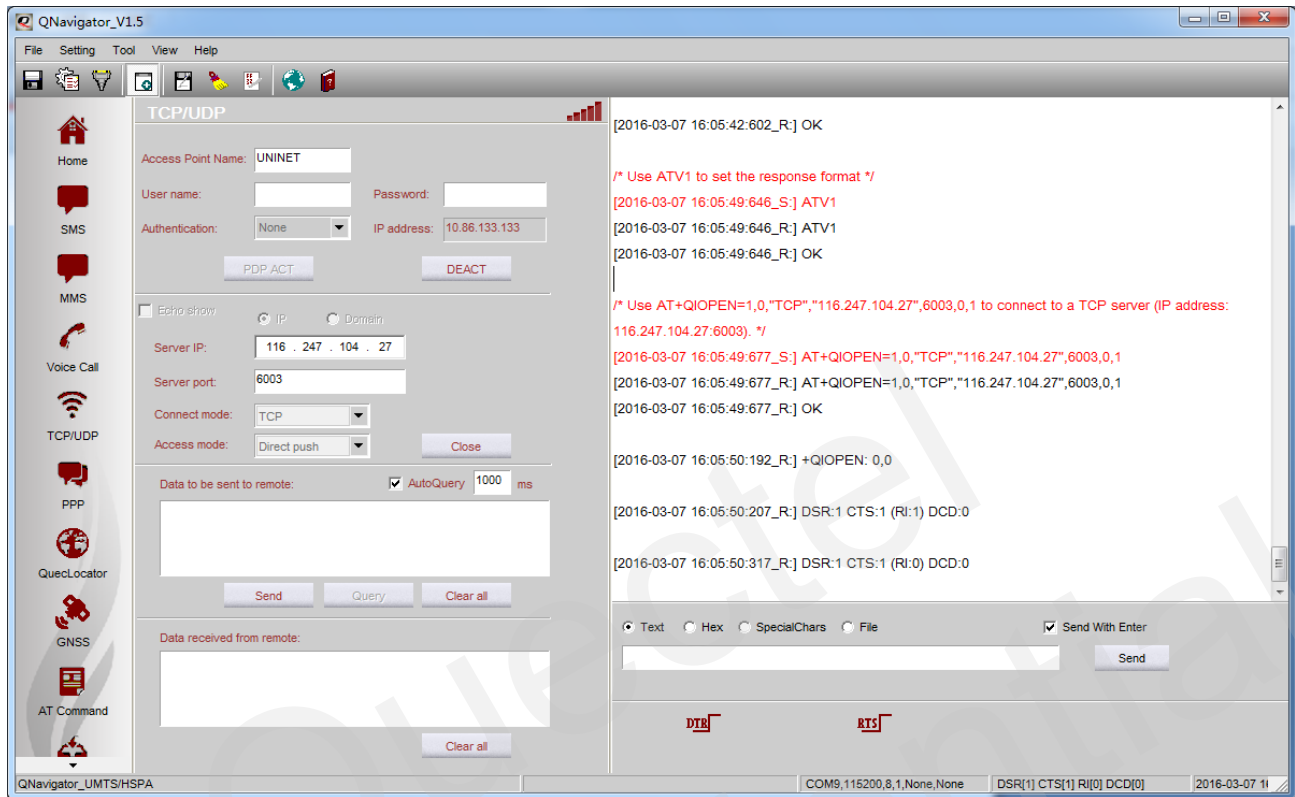 QNavigator_V1.5
File Setting Tool View Help
TCP/UDP
Home
SMS
MMS
Voice Call
TCP/UDP
PPP
QuecLocator
GNSS
AT Command
Access Point Name: UNINET
User name: Password:
Authentication: None IP address: 10.86.133.133
PDP ACT DEACT
Echo show IP Domain
Server IP: 116 . 247 . 104 . 27
Server port: 6003
Connect mode: TCP
Access mode: Direct push Close
Data to be sent to remote: AutoQuery 1000 ms
Send Query Clear all
Data received from remote:
Clear all
[2016-03-07 16:05:42:602_R:] OK
/* Use ATV1 to set the response format */
[2016-03-07 16:05:49:646_S:] ATV1
[2016-03-07 16:05:49:646_R:] ATV1
[2016-03-07 16:05:49:646_R:] OK
/* Use AT+QIOPEN=1,0,"TCP","116.247.104.27",6003,0,1 to connect to a TCP server (IP address:
116.247.104.27:6003). */
[2016-03-07 16:05:49:677_S:] AT+QIOPEN=1,0,"TCP","116.247.104.27",6003,0,1
[2016-03-07 16:05:49:677_R:] AT+QIOPEN=1,0,"TCP","116.247.104.27",6003,0,1
[2016-03-07 16:05:49:677_R:] OK
[2016-03-07 16:05:50:192_R:] +QIOPEN: 0,0
[2016-03-07 16:05:50:207_R:] DSR:1 CTS:1 (RI:1) DCD:0
[2016-03-07 16:05:50:317_R:] DSR:1 CTS:1 (RI:0) DCD:0
Text Hex SpecialChars File Send With Enter
Send
DTR RTS
Quectel
QNavigator_UMTS/HSPA COM9,115200,8,1,None,None DSR[1] CTS[1] RI[0] DCD[0] 2016-03-07